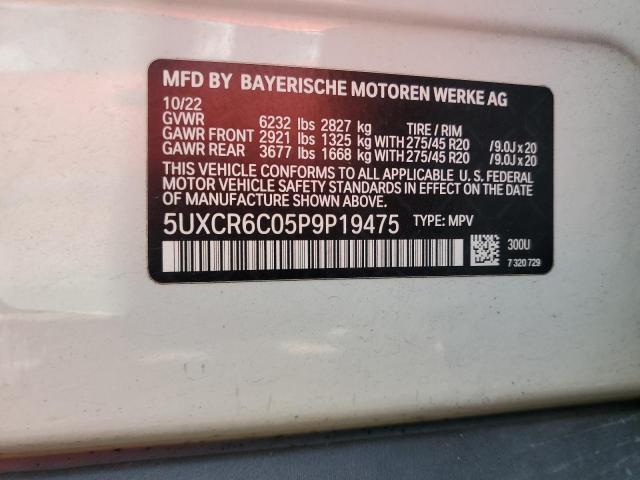 MFD BY BAYERISCHE MOTOREN WERKE AG
10/22
GVWR 6232 lbs 2827 kg TIRE / RIM
GAWR FRONT 2921 lbs 1325 kg WITH 275/45 R20 /9.0J x 20
GAWR REAR 3677 lbs 1668 kg WITH 275/45 R20 /9.0J x 20
THIS VEHICLE CONFORMS TO ALL APPLICABLE U. S. FEDERAL
MOTOR VEHICLE SAFETY STANDARDS IN EFFECT ON THE
DATE OF MANUFACTURE SHOWN ABOVE.
5UXCR6C05P9P19475 TYPE: MPV
300U
7 320 729